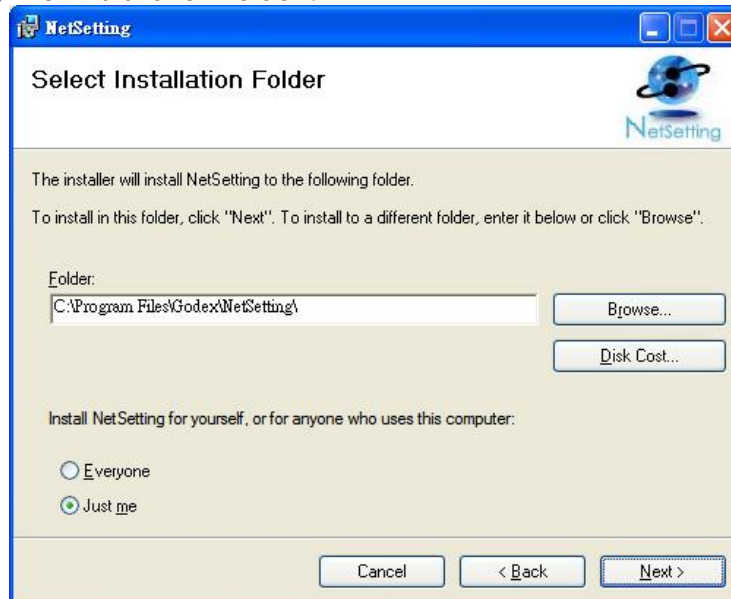 NetSetting
Select Installation Folder
NetSetting
The installer will install NetSetting to the following folder.
To install in this folder, click "Next". To install to a different folder, enter it below or click "Browse".
Folder:
C:\Program Files\Godex\NetSetting\
Browse...
Disk Cost...
Install NetSetting for yourself, or for anyone who uses this computer:
Everyone
Just me
Cancel
< Back
Next >